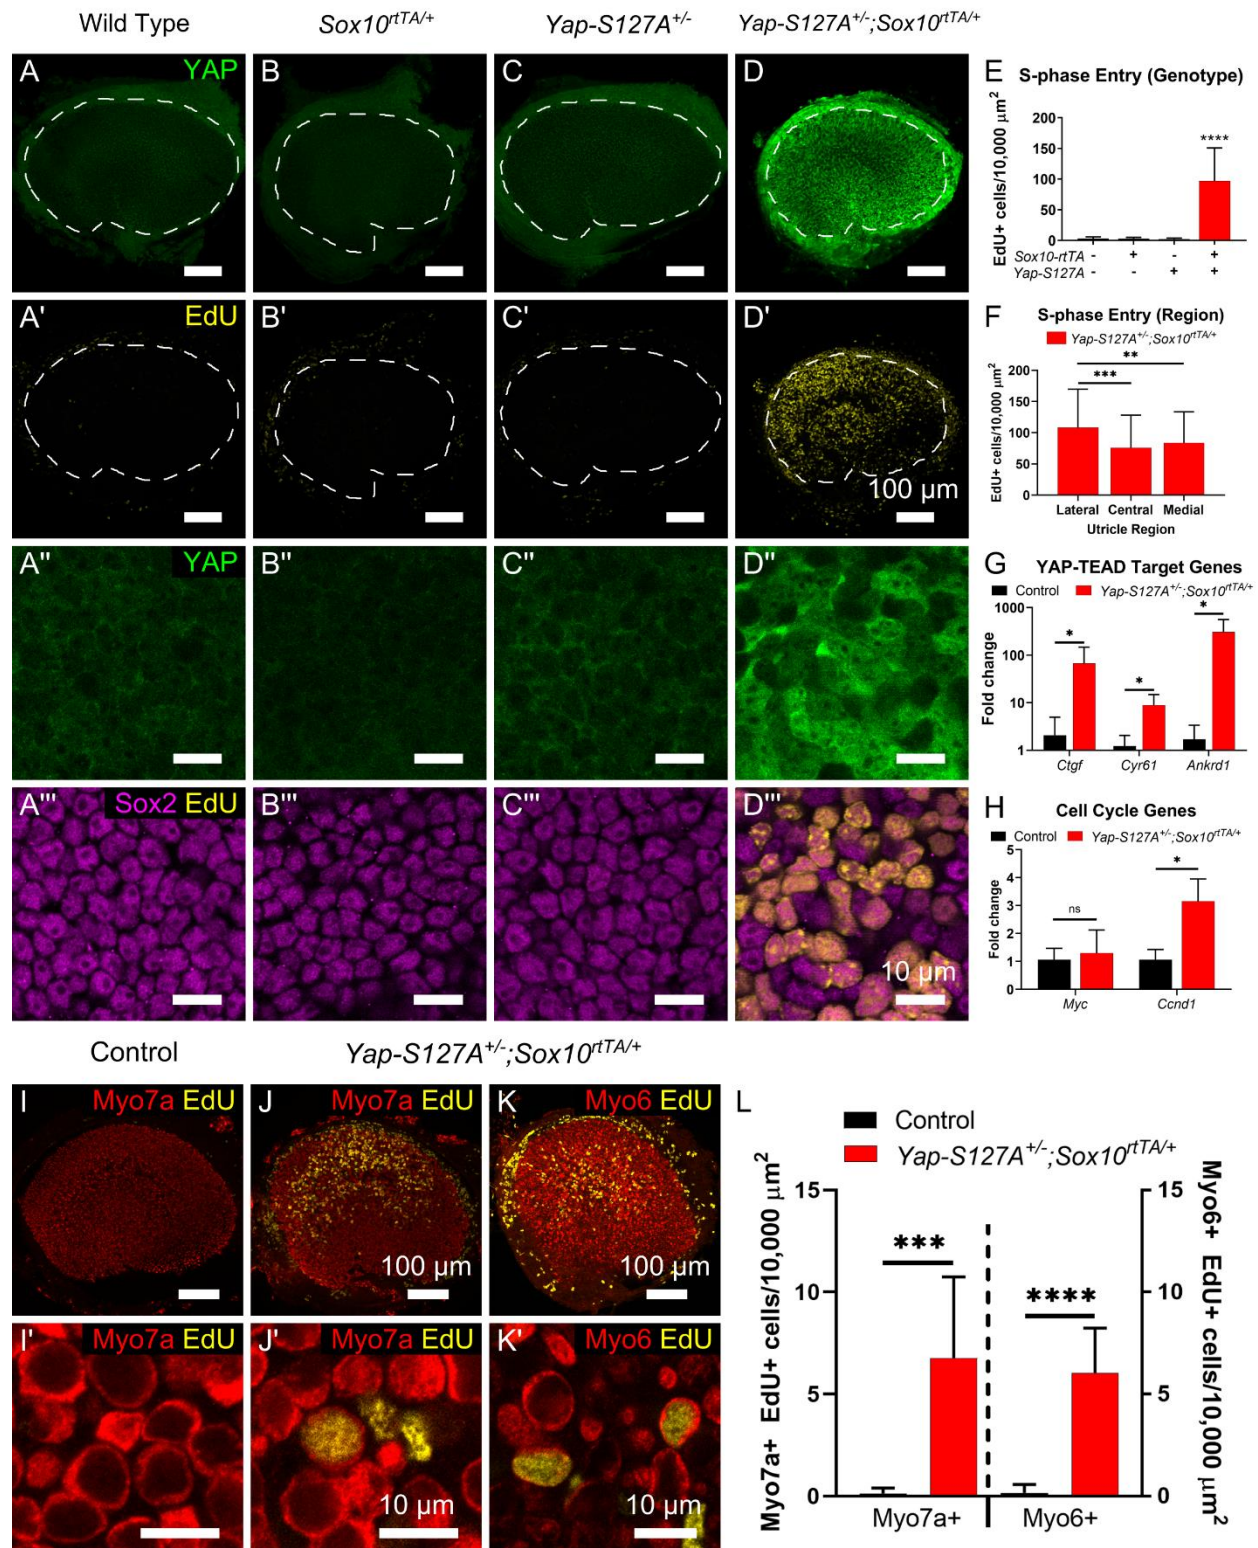 Wild Type
Sox10rtTA/+
Yap-S127A+/-
Yap-S127A+/-;Sox10rtTA/+
A YAP
B
C
D
A' EdU
B'
C'
D'
100 µm
A'' YAP
B''
C''
D''
A''' Sox2 EdU
B'''
C'''
D'''
10 µm
E S-phase Entry (Genotype)
EdU+ cells/10,000 µm²
200
150
100
50
0
****
Sox10-rtTA - + - +
Yap-S127A - - + +
F S-phase Entry (Region)
Yap-S127A+/-;Sox10rtTA/+
EdU+ cells/10,000 µm²
200
150
100
50
0
**
***
Lateral Central Medial
Utricle Region
G YAP-TEAD Target Genes
Control Yap-S127A+/-;Sox10rtTA/+
Fold change
1000
100
10
1
* * *
Ctgf Cyr61 Ankrd1
H Cell Cycle Genes
Control Yap-S127A+/-;Sox10rtTA/+
Fold change
5
4
3
2
1
0
ns *
Myc Ccnd1
Control
Yap-S127A+/-;Sox10rtTA/+
I Myo7a EdU
J Myo7a EdU
100 µm
K Myo6 EdU
100 µm
I' Myo7a EdU
J' Myo7a EdU
10 µm
K' Myo6 EdU
10 µm
L
Control
Yap-S127A+/-;Sox10rtTA/+
Myo7a+ EdU+ cells/10,000 µm²
15
10
5
0
***
****
Myo7a+ Myo6+
15
10
5
0
Myo6+ EdU+ cells/10,000 µm²